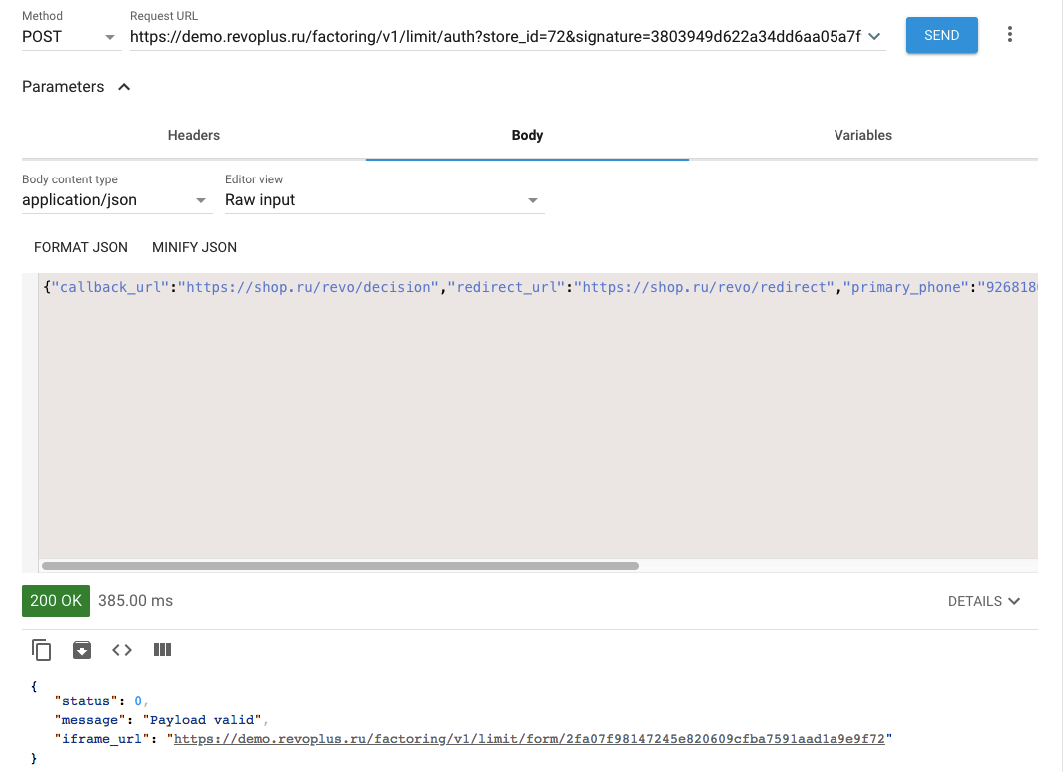 Method
Request URL
POST
https://demo.revoplus.ru/factoring/v1/limit/auth?store_id=72&signature=3803949d622a34dd6aa05a7f
SEND
Parameters
Headers
Body
Variables
Body content type
Editor view
application/json
Raw input
FORMAT JSON
MINIFY JSON
{"callback_url":"https://shop.ru/revo/decision","redirect_url":"https://shop.ru/revo/redirect","primary_phone":"926818
200 OK
385.00 ms
DETAILS
{
"status": 0,
"message": "Payload valid",
"iframe_url": "https://demo.revoplus.ru/factoring/v1/limit/form/2fa07f98147245e820609cfba7591aad1a9e9f72"
}